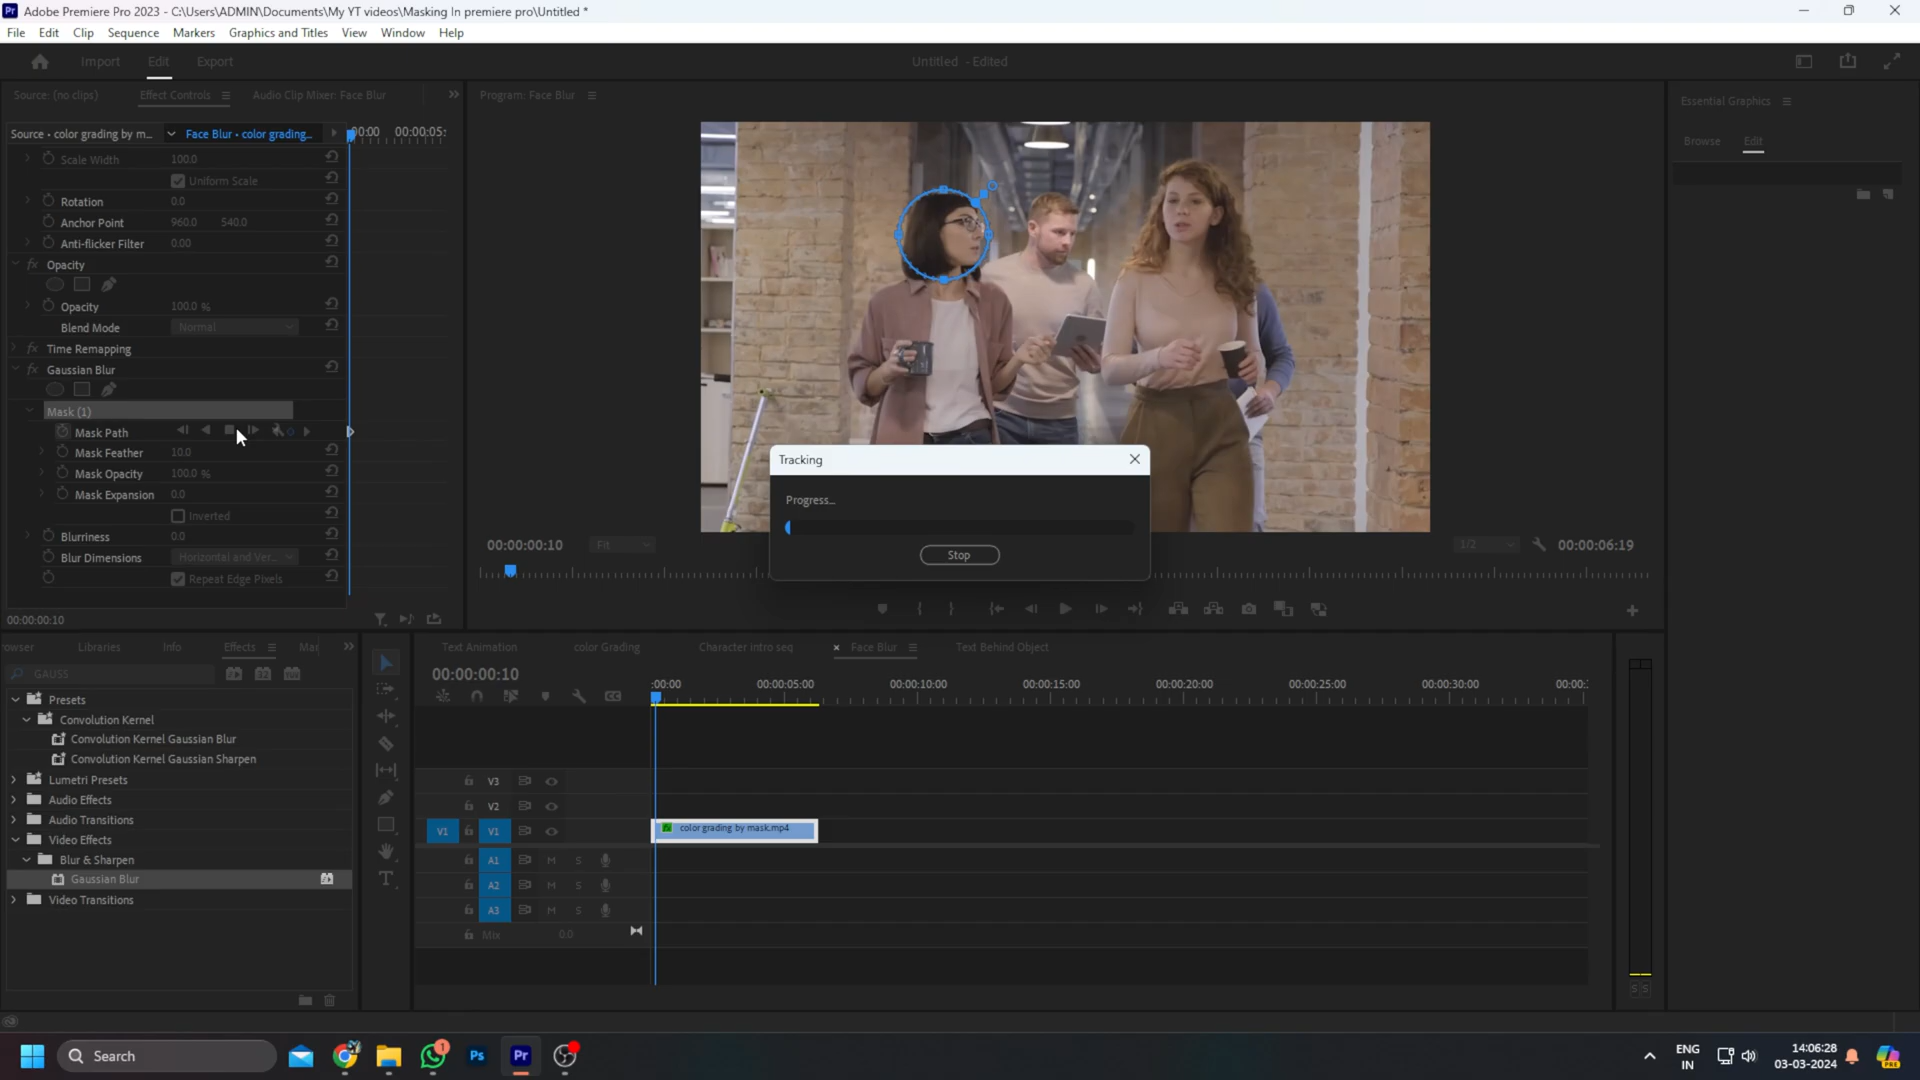 Adobe Premiere Pro 2023 - C:\Users\ADMIN\Documents\My YT videos\Masking In premiere pro\Untitled *
File Edit Clip Sequence Markers Graphics and Titles View Window Help
Import Edit Export
Untitled - Edited
Source: (no clips) Effect Controls Audio Clip Mixer: Face Blur
Program: Face Blur
Essential Graphics
Source • color grading by m... Face Blur • color grading...
:00:00 00:00:05:
Browse Edit
Scale Width 100.0
Uniform Scale
Rotation 0.0
Anchor Point 960.0 540.0
Anti-flicker Filter 0.00
fx Opacity
Opacity 100.0 %
Blend Mode Normal
fx Time Remapping
fx Gaussian Blur
Mask (1)
Mask Path
Mask Feather 10.0
Mask Opacity 100.0 %
Mask Expansion 0.0
Inverted
Blurriness 0.0
Blur Dimensions Horizontal and Ver...
Repeat Edge Pixels
00:00:00:10
Tracking
Progress...
Stop
00:00:00:10 Fit 1/2 00:00:06:19
rowser Libraries Info Effects Mar
GAUSS
Presets
Convolution Kernel
Convolution Kernel Gaussian Blur
Convolution Kernel Gaussian Sharpen
Lumetri Presets
Audio Effects
Audio Transitions
Video Effects
Blur & Sharpen
Gaussian Blur
Video Transitions
Text Animation color Grading Character intro seq Face Blur Text Behind Object
00:00:00:10
:00:00 00:00:05:00 00:00:10:00 00:00:15:00 00:00:20:00 00:00:25:00 00:00:30:00 00:00:
V3
V2
V1 V1 fx color grading by mask.mp4
A1 M S
A2 M S
A3 M S
Mix 0.0
S S
Search
Ps Pr
1
ENG
IN
14:06:28
03-03-2024
PRE